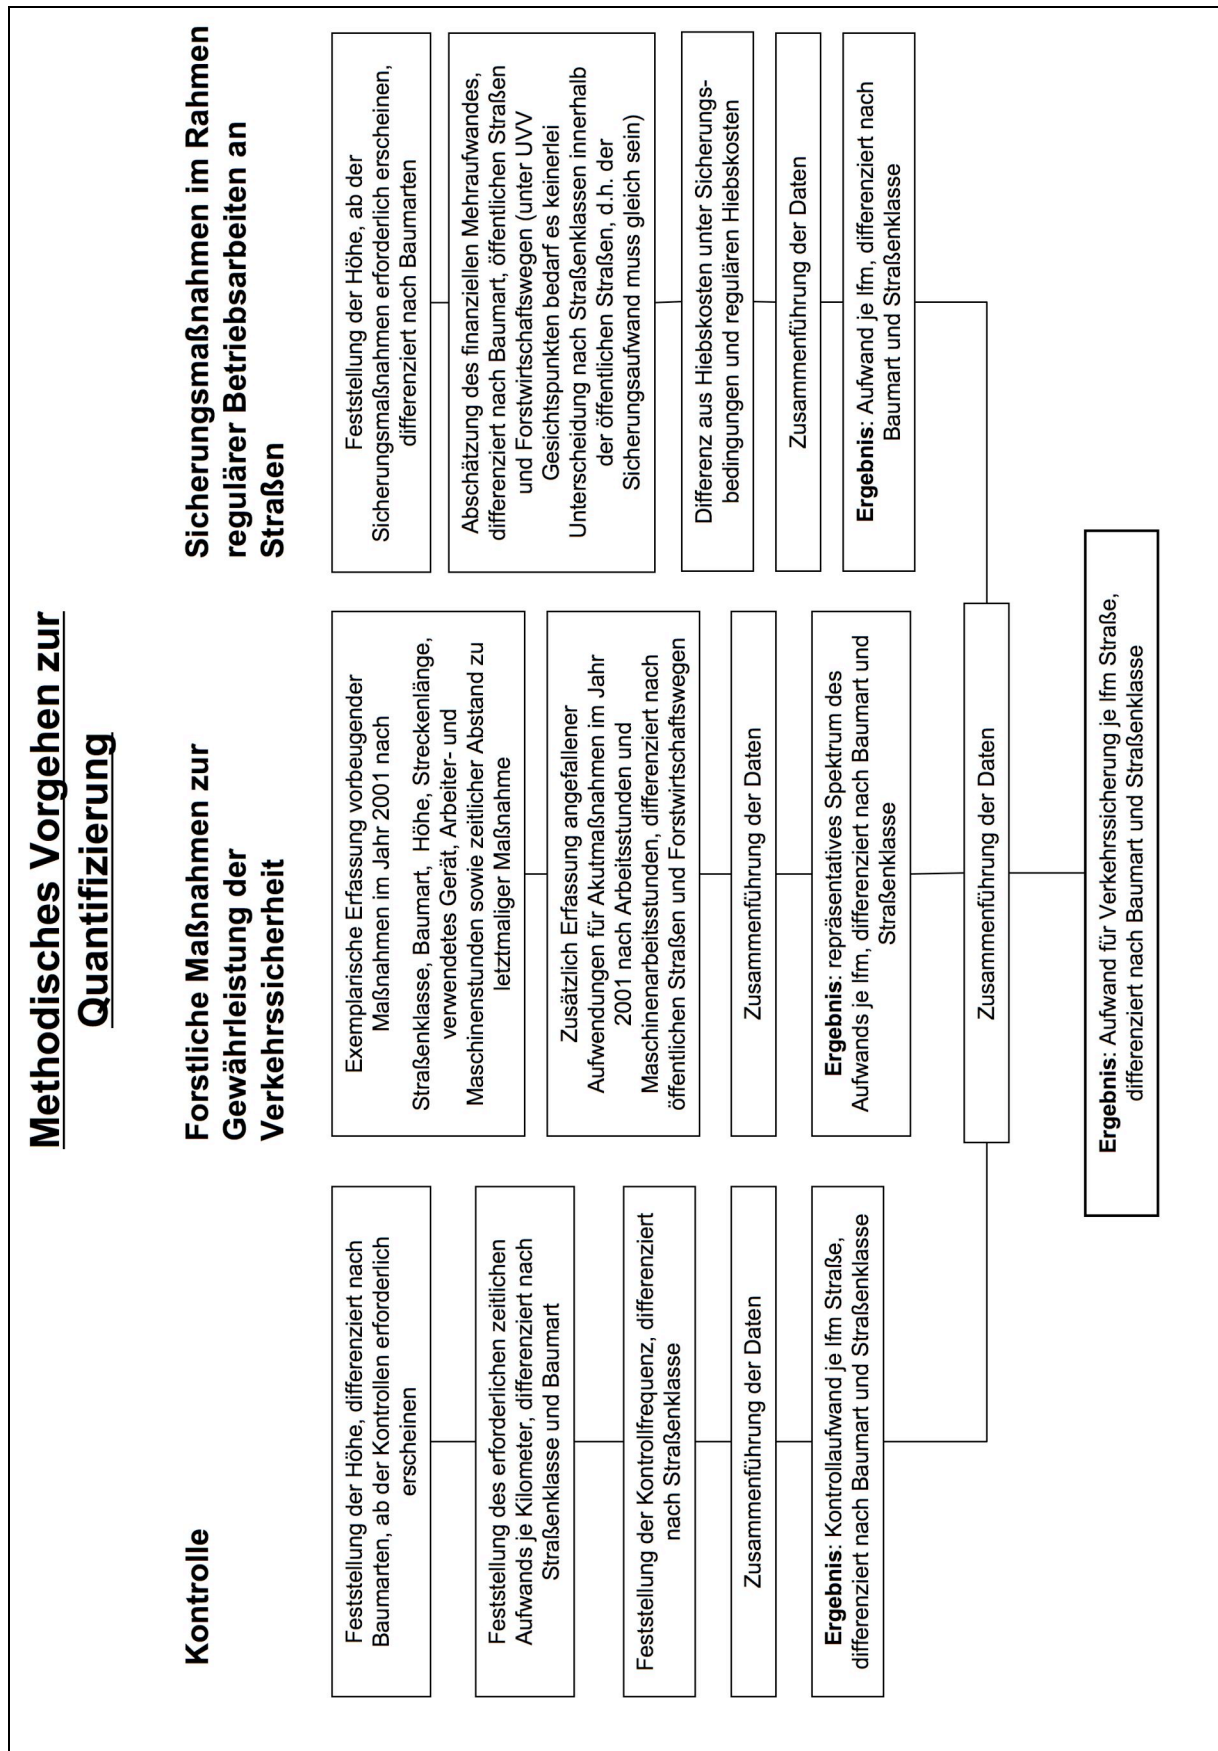 Methodisches Vorgehen zur
Quantifizierung
Kontrolle
Feststellung der Höhe, differenziert nach
Baumarten, ab der Kontrollen erforderlich
erscheinen
Feststellung des erforderlichen zeitlichen
Aufwands je Kilometer, differenziert nach
Straßenklasse und Baumart
Feststellung der Kontrollfrequenz, differenziert
nach Straßenklasse
Zusammenführung der Daten
Ergebnis: Kontrollaufwand je lfm Straße,
differenziert nach Baumart und Straßenklasse
Forstliche Maßnahmen zur
Gewährleistung der
Verkehrssicherheit
Exemplarische Erfassung vorbeugender
Maßnahmen im Jahr 2001 nach
Straßenklasse, Baumart, Höhe, Streckenlänge,
verwendetes Gerät, Arbeiter- und
Maschinenstunden sowie zeitlicher Abstand zu
letztmaliger Maßnahme
Zusätzlich Erfassung angefallener
Aufwendungen für Akutmaßnahmen im Jahr
2001 nach Arbeitsstunden und
Maschinenarbeitsstunden, differenziert nach
öffentlichen Straßen und Forstwirtschaftswegen
Zusammenführung der Daten
Ergebnis: repräsentatives Spektrum des
Aufwands je lfm, differenziert nach Baumart und
Straßenklasse
Sicherungsmaßnahmen im Rahmen
regulärer Betriebsarbeiten an
Straßen
Feststellung der Höhe, ab der
Sicherungsmaßnahmen erforderlich erscheinen,
differenziert nach Baumarten
Abschätzung des finanziellen Mehraufwandes,
differenziert nach Baumart, öffentlichen Straßen
und Forstwirtschaftswegen (unter UVV
Gesichtspunkten bedarf es keinerlei
Unterscheidung nach Straßenklassen innerhalb
der öffentlichen Straßen, d.h. der
Sicherungsaufwand muss gleich sein)
Differenz aus Hiebskosten unter Sicherungs-
bedingungen und regulären Hiebskosten
Zusammenführung der Daten
Ergebnis: Aufwand je lfm, differenziert nach
Baumart und Straßenklasse
Zusammenführung der Daten
Ergebnis: Aufwand für Verkehrssicherung je lfm Straße,
differenziert nach Baumart und Straßenklasse